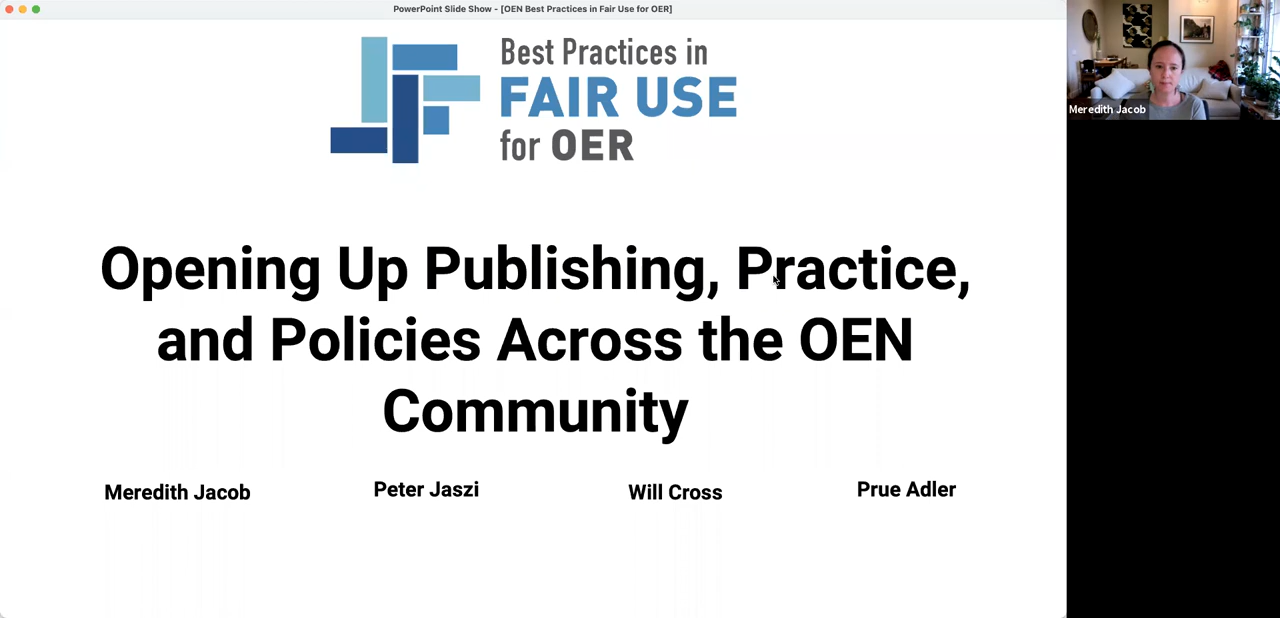 PowerPoint Slide Show - [OEN Best Practices in Fair Use for OER]
Best Practices in
FAIR USE
for OER
Opening Up Publishing, Practice,
and Policies Across the OEN
Community
Meredith Jacob
Peter Jaszi
Will Cross
Prue Adler
Meredith Jacob